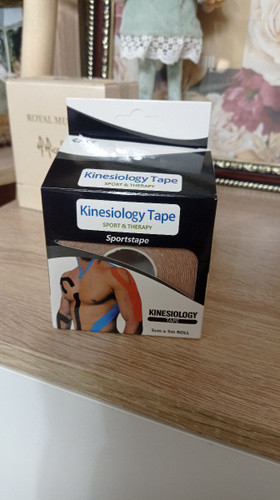 ROYAL
Kinesiology Tape
SPORT & THERAPY
Kinesiology Tape
SPORT & THERAPY
Sportstape
KINESIOLOGY
TAPE
5cm x 5m ROLL